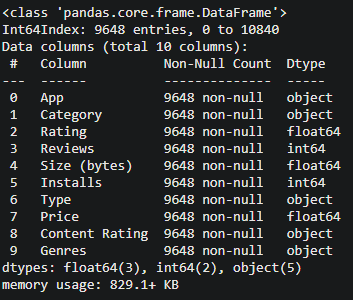 <class 'pandas.core.frame.DataFrame'>
Int64Index: 9648 entries, 0 to 10840
Data columns (total 10 columns):
 #   Column          Non-Null Count  Dtype
---  ------          --------------  -----
 0   App             9648 non-null   object
 1   Category        9648 non-null   object
 2   Rating          9648 non-null   float64
 3   Reviews         9648 non-null   int64
 4   Size (bytes)    9648 non-null   float64
 5   Installs        9648 non-null   int64
 6   Type            9648 non-null   object
 7   Price           9648 non-null   float64
 8   Content Rating  9648 non-null   object
 9   Genres          9648 non-null   object
dtypes: float64(3), int64(2), object(5)
memory usage: 829.1+ KB